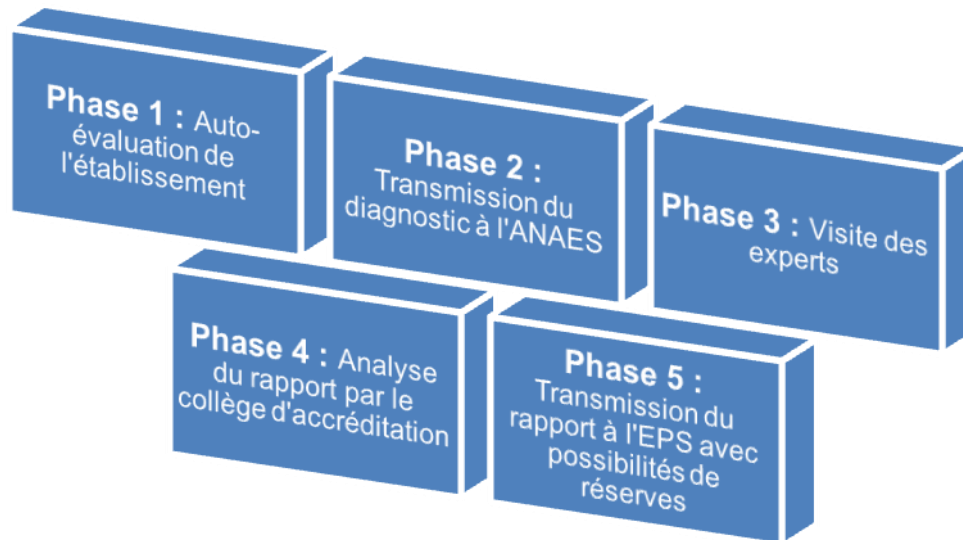 Phase 1 : Auto-
évaluation de
l'établissement
Phase 2 :
Transmission du
diagnostic à l'ANAES
Phase 3 : Visite des
experts
Phase 4 : Analyse
du rapport par le
collège d'accréditation
Phase 5 :
Transmission du
rapport à l'EPS avec
possibilités de
réserves